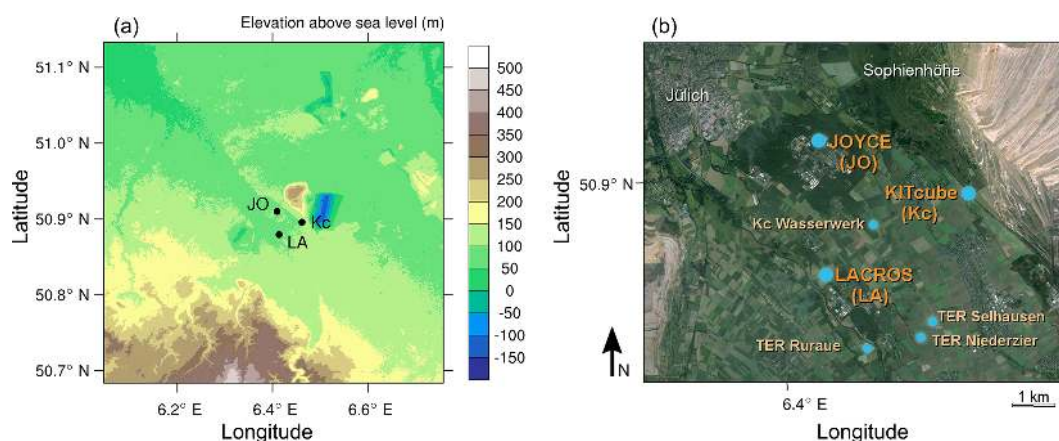 (a)
Elevation above sea level (m)
51.1° N
51.0° N
50.9° N
50.8° N
50.7° N
Latitude
JO
Kc
LA
6.2° E
6.4° E
6.6° E
Longitude
500
450
400
350
300
250
200
150
100
50
0
-50
-100
-150
(b)
Sophienhöhe
Jülich
JOYCE
(JO)
50.9° N
KITcube
(Kc)
Kc Wasserwerk
Latitude
LACROS
(LA)
TER Selhausen
TER Niederzier
TER Ruraue
N
6.4° E
1 km
Longitude